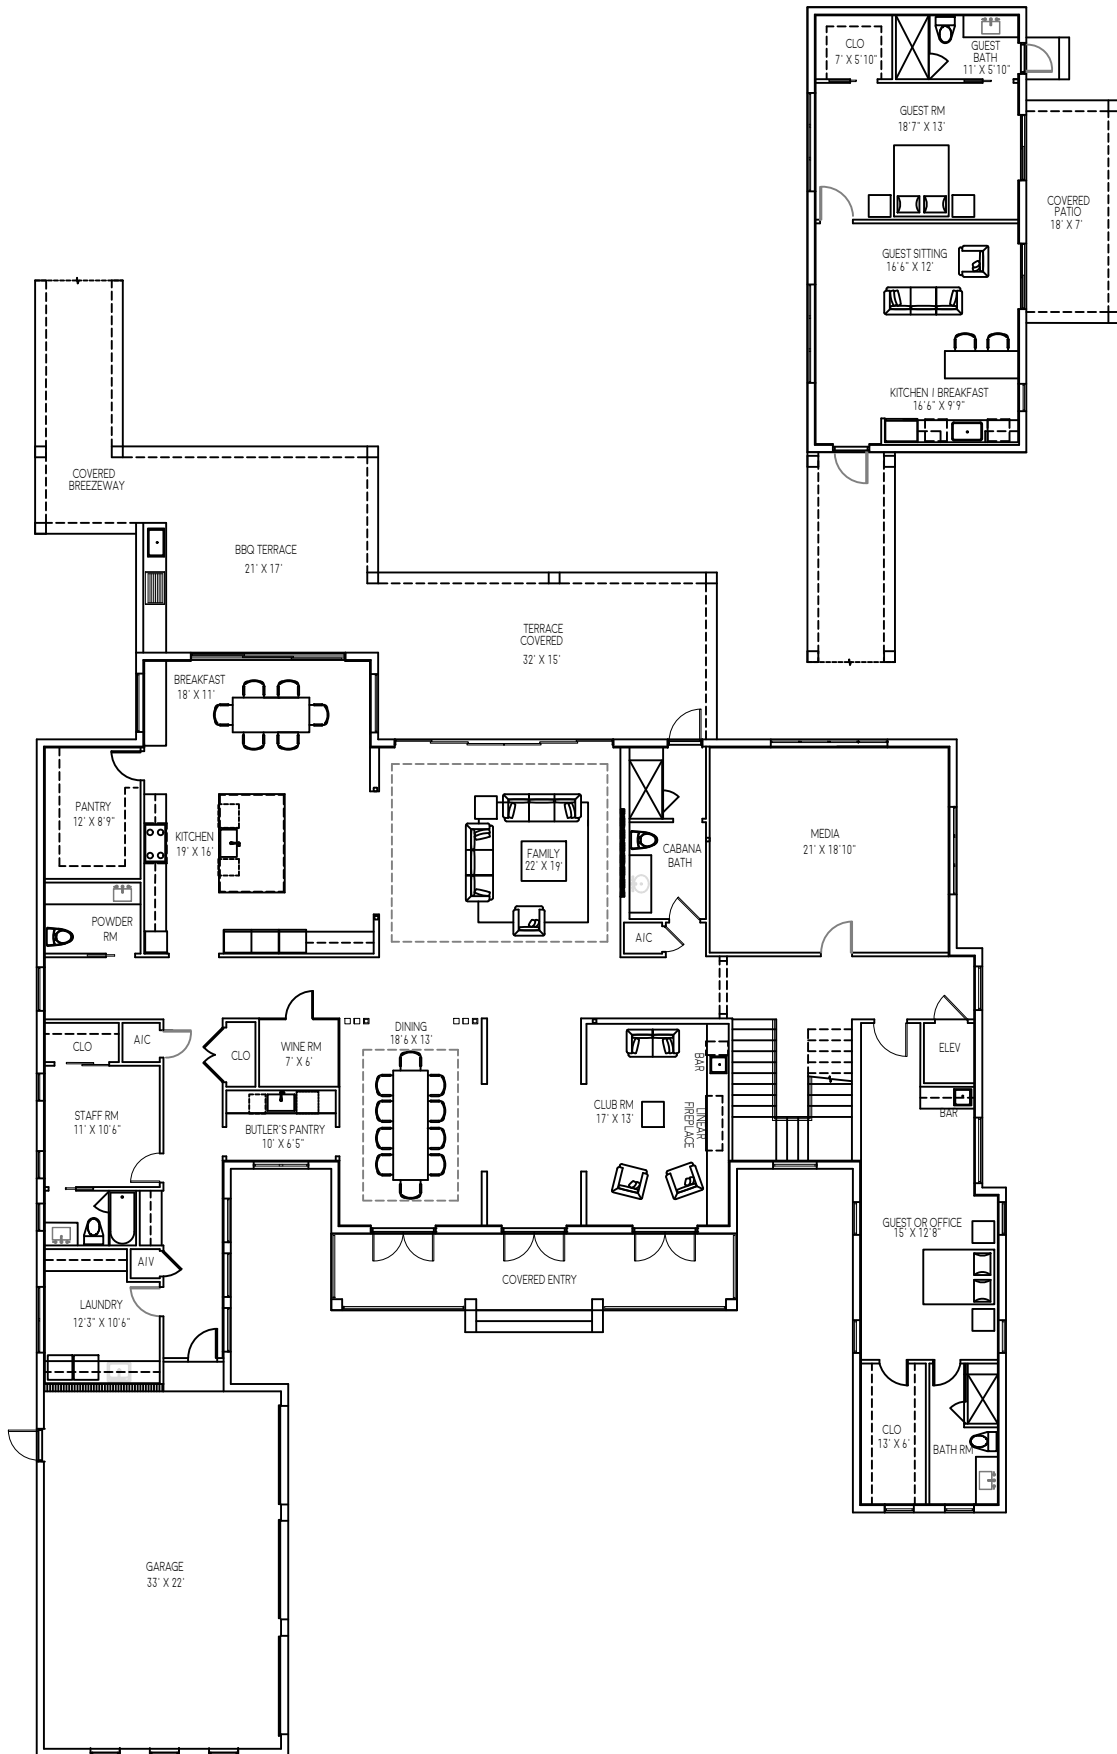 CLO
7' X 5'10"
GUEST
BATH
11' X 5'10"
GUEST RM
18'7" X 13'
COVERED
PATIO
18' X 7'
GUEST SITTING
16'6" X 12'
KITCHEN / BREAKFAST
16'6" X 9'9"
COVERED
BREEZEWAY
BBQ TERRACE
21' X 17'
TERRACE
COVERED
32' X 15'
BREAKFAST
18' X 11'
PANTRY
12' X 8'9"
KITCHEN
19' X 16'
FAMILY
22' X 19'
CABANA
BATH
MEDIA
21' X 18'10"
POWDER
RM
A/C
CLO
A/C
CLO
WINE RM
7' X 6'
DINING
18'6 X 13'
BAR
ELEV
STAFF RM
11' X 10'6"
BUTLER'S PANTRY
10' X 6'5"
CLUB RM
17' X 13'
LINEAR
FIREPLACE
BAR
GUEST OR OFFICE
15' X 12'8"
A/V
COVERED ENTRY
LAUNDRY
12'3" X 10'6"
CLO
13' X 6'
BATH RM
GARAGE
33' X 22'